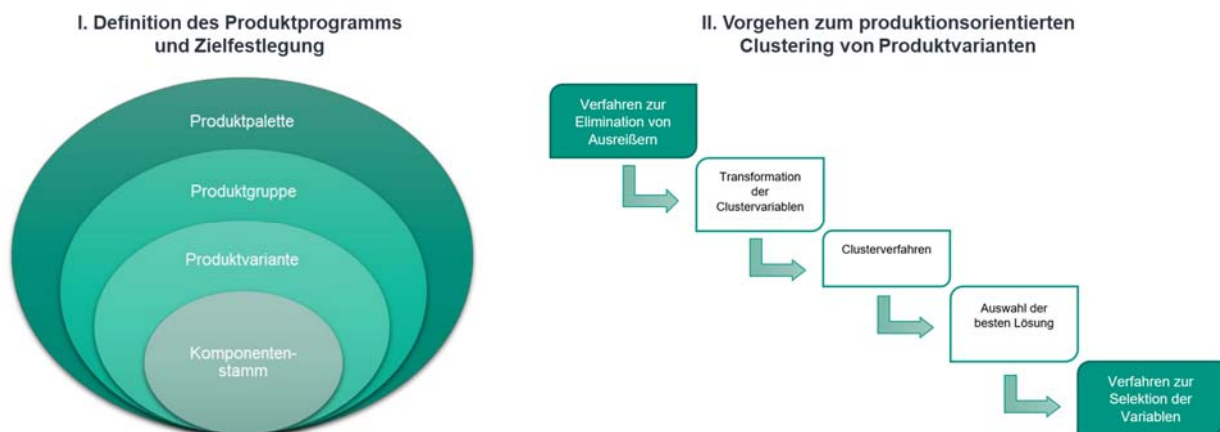 I. Definition des Produktprogramms
und Zielfestlegung
Produktpalette
Produktgruppe
Produktvariante
Komponenten-
stamm
II. Vorgehen zum produktionsorientierten
Clustering von Produktvarianten
Verfahren zur
Elimination von
Ausreißern
Transformation
der
Clustervariablen
Clusterverfahren
Auswahl der
besten Lösung
Verfahren zur
Selektion der
Variablen